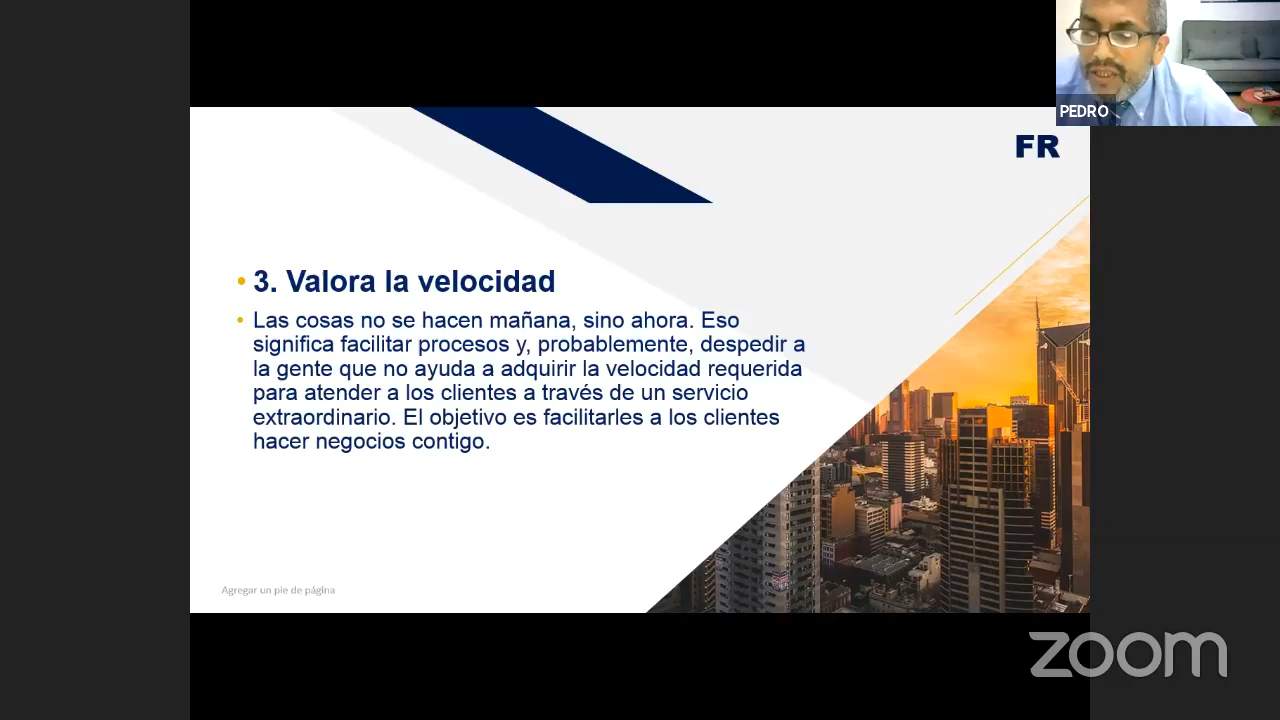 PEDRO
FR
• 3. Valora la velocidad
• Las cosas no se hacen mañana, sino ahora. Eso
significa facilitar procesos y, probablemente, despedir a
la gente que no ayuda a adquirir la velocidad requerida
para atender a los clientes a través de un servicio
extraordinario. El objetivo es facilitarles a los clientes
hacer negocios contigo.
Agregar un pie de página
zoom